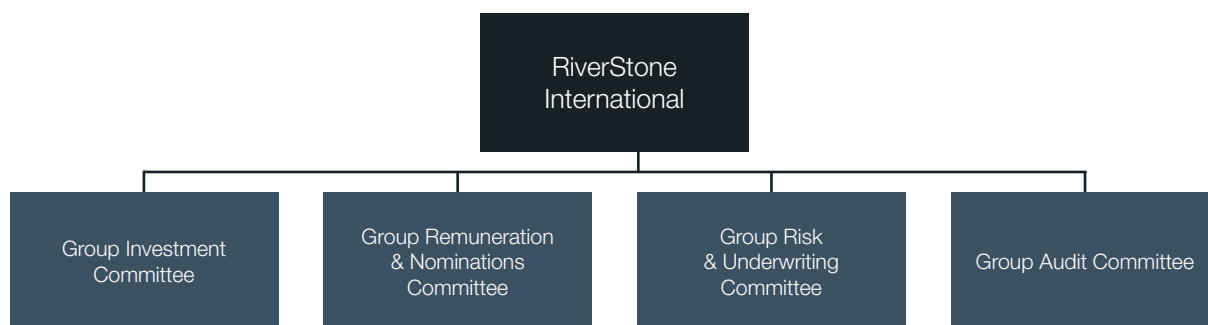 RiverStone
International
Group Investment
Committee
Group Remuneration
& Nominations
Committee
Group Risk
& Underwriting
Committee
Group Audit Committee